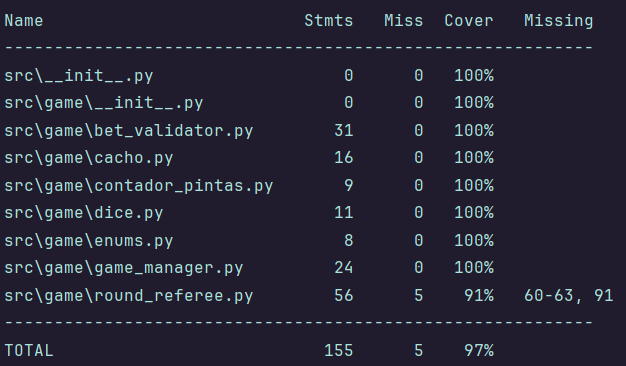 Name                          Stmts   Miss  Cover   Missing
-----------------------------------------------------------
src\__init__.py                   0      0   100%
src\game\__init__.py              0      0   100%
src\game\bet_validator.py        31      0   100%
src\game\cacho.py                16      0   100%
src\game\contador_pintas.py       9      0   100%
src\game\dice.py                 11      0   100%
src\game\enums.py                 8      0   100%
src\game\game_manager.py         24      0   100%
src\game\round_referee.py        56      5    91%   60-63, 91
-----------------------------------------------------------
TOTAL                           155      5    97%